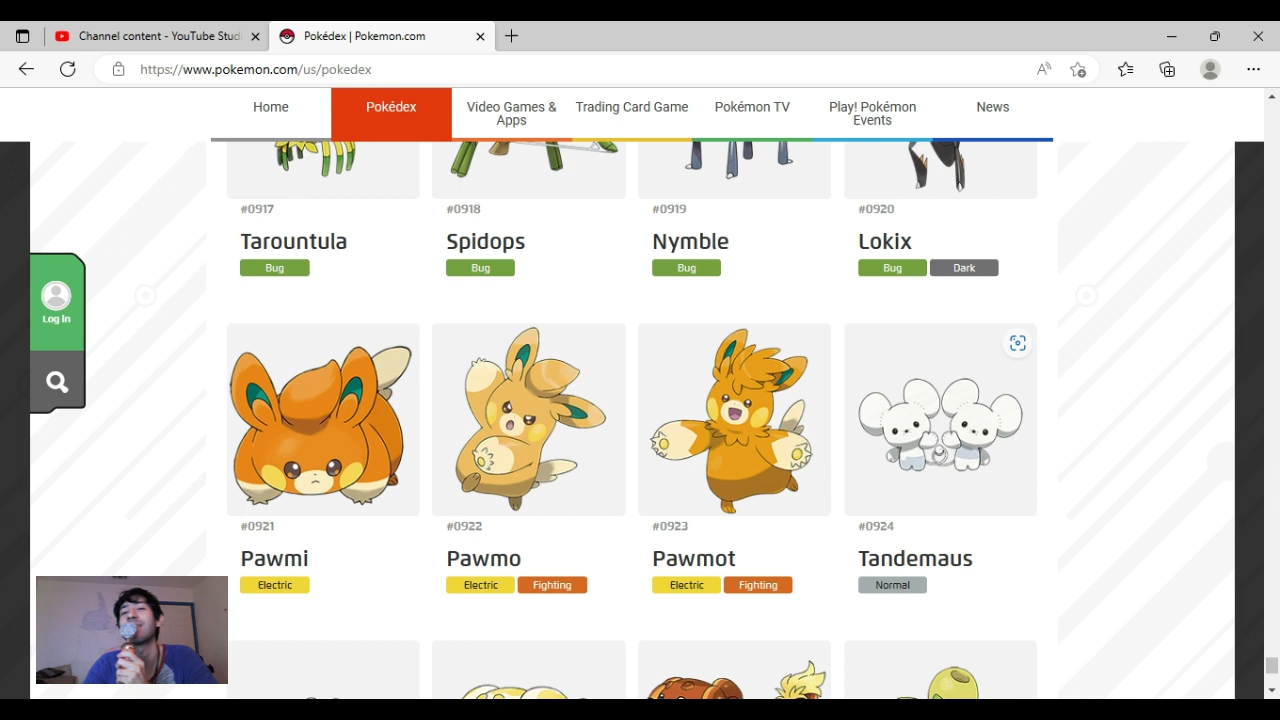 Channel content - YouTube Stud
Pokédex | Pokemon.com
https://www.pokemon.com/us/pokedex
Home
Pokédex
Video Games & Apps
Trading Card Game
Pokémon TV
Play! Pokémon Events
News
#0917
#0918
#0919
#0920
Tarountula
Spidops
Nymble
Lokix
Bug
Bug
Bug
Bug
Dark
Log In
#0921
#0922
#0923
#0924
Pawmi
Pawmo
Pawmot
Tandemaus
Electric
Electric
Fighting
Electric
Fighting
Normal